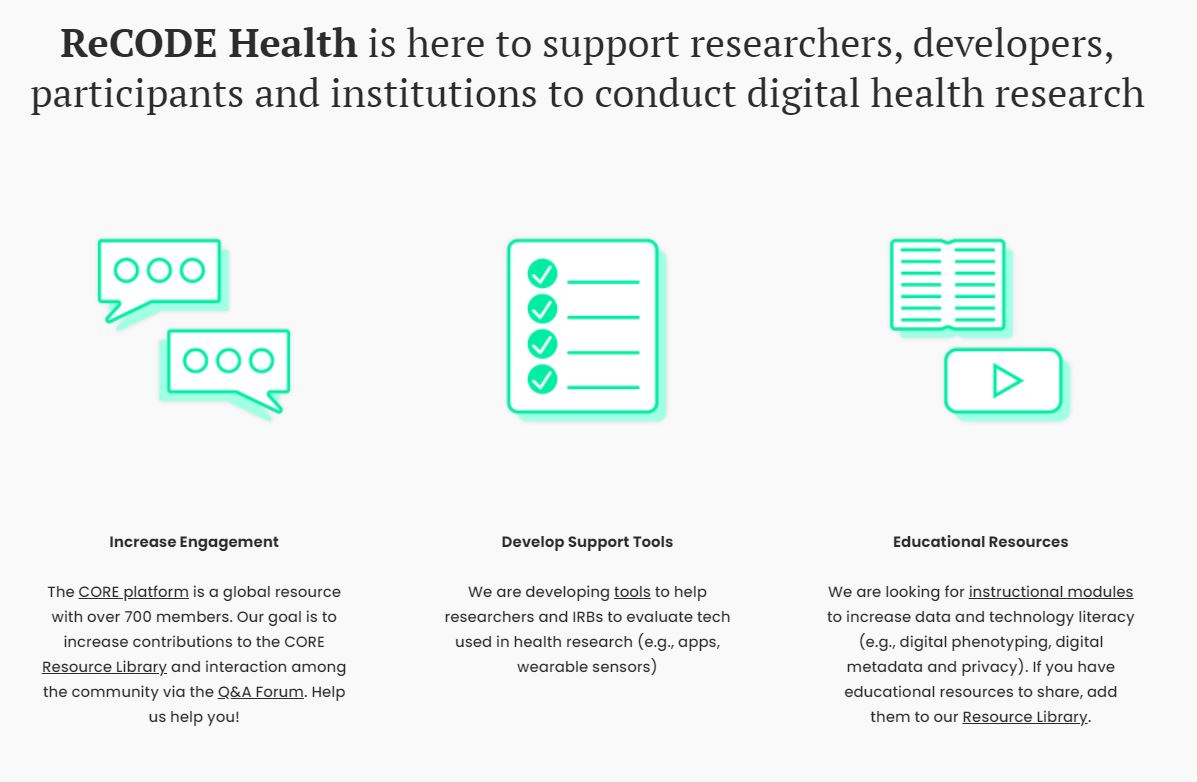 ReCODE Health is here to support researchers, developers,
participants and institutions to conduct digital health research
Increase Engagement
The CORE platform is a global resource
with over 700 members. Our goal is to
increase contributions to the CORE
Resource Library and interaction among
the community via the Q&A Forum. Help
us help you!
Develop Support Tools
We are developing tools to help
researchers and IRBs to evaluate tech
used in health research (e.g., apps,
wearable sensors)
Educational Resources
We are looking for instructional modules
to increase data and technology literacy
(e.g., digital phenotyping, digital
metadata and privacy). If you have
educational resources to share, add
them to our Resource Library.